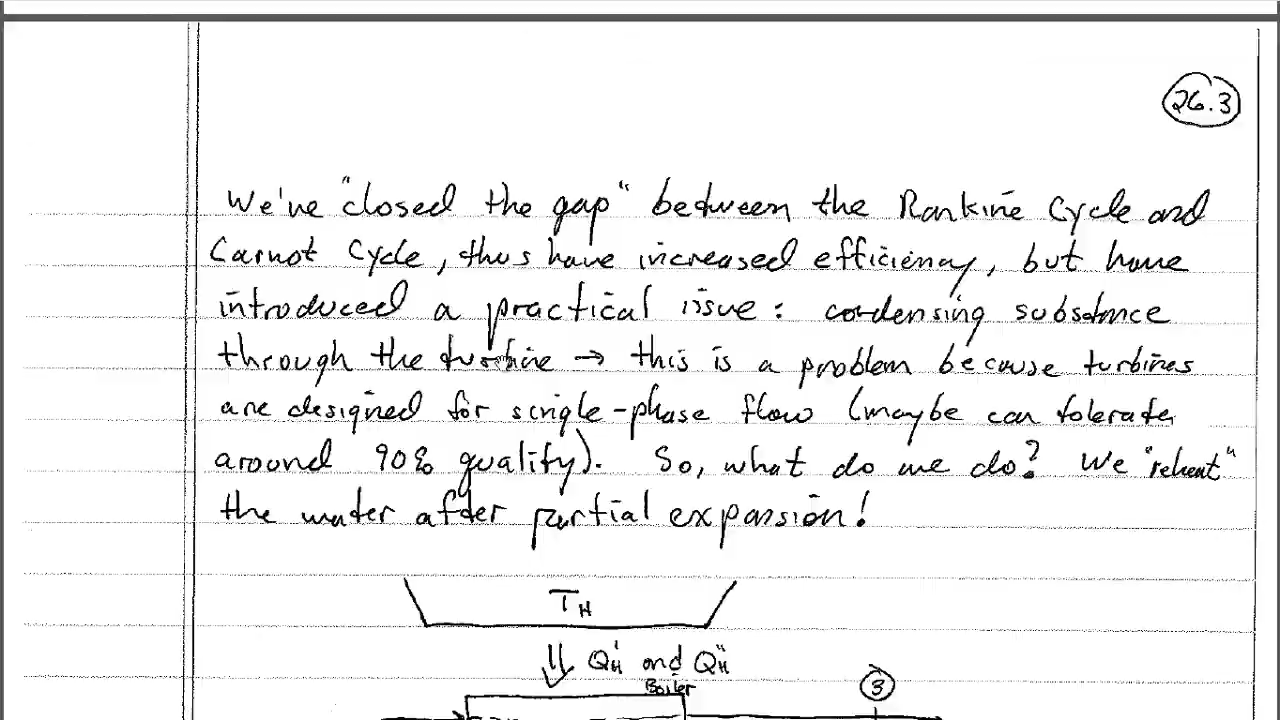 26.3
We've "closed the gap" between the Rankine Cycle and
Carnot Cycle, thus have increased efficiency, but have
introduced a practical issue: condensing substance
through the turbine → this is a problem because turbines
are designed for single-phase flow (maybe can tolerate
around 90% quality). So, what do we do? We "reheat"
the water after partial expansion!
T_H
Q_H' and Q_H''
Boiler
3